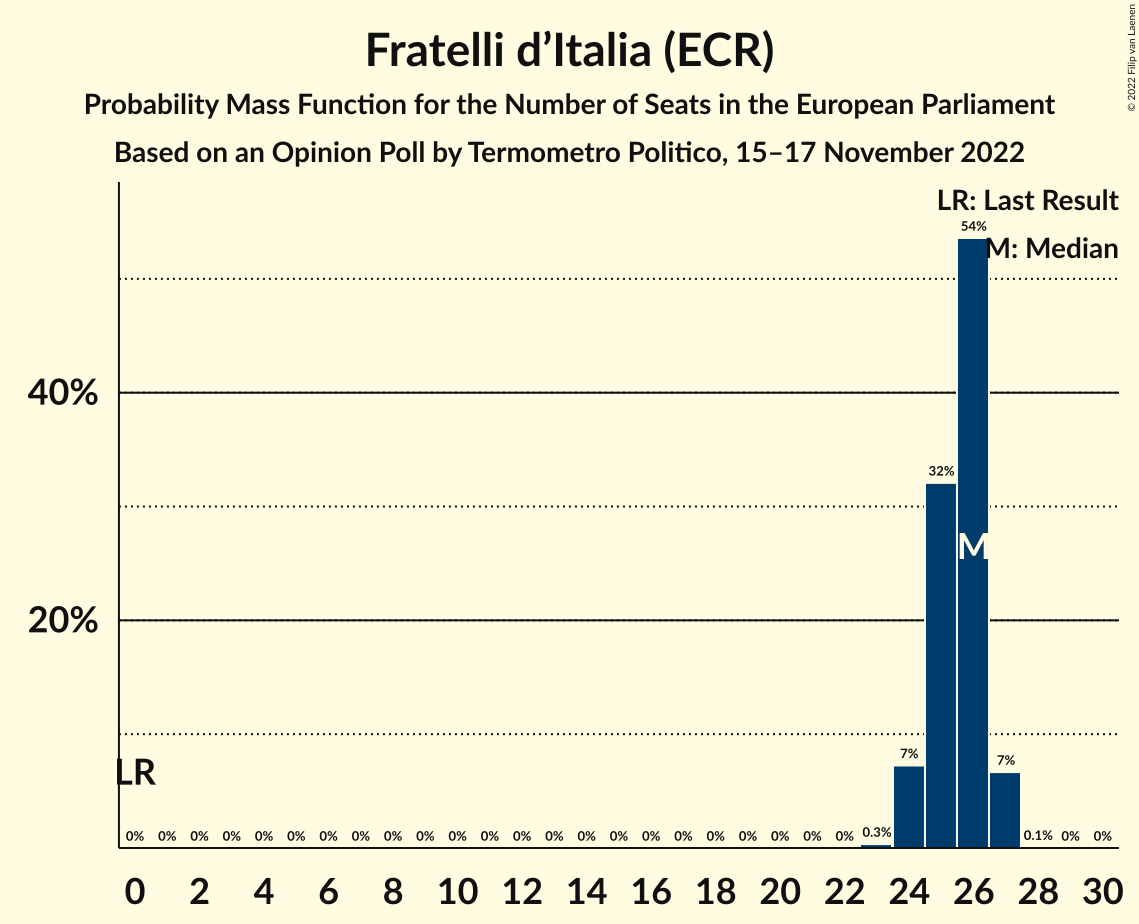 Fratelli d’Italia (ECR)
Probability Mass Function for the Number of Seats in the European Parliament
Based on an Opinion Poll by Termometro Politico, 15–17 November 2022
© 2022 Filip van Laenen
LR: Last Result
M: Median
54%
40%
32%
M
20%
7%
7%
LR
0% 0% 0% 0% 0% 0% 0% 0% 0% 0% 0% 0% 0% 0% 0% 0% 0% 0% 0% 0% 0% 0% 0% 0.3% 0.1% 0% 0%
0 2 4 6 8 10 12 14 16 18 20 22 24 26 28 30